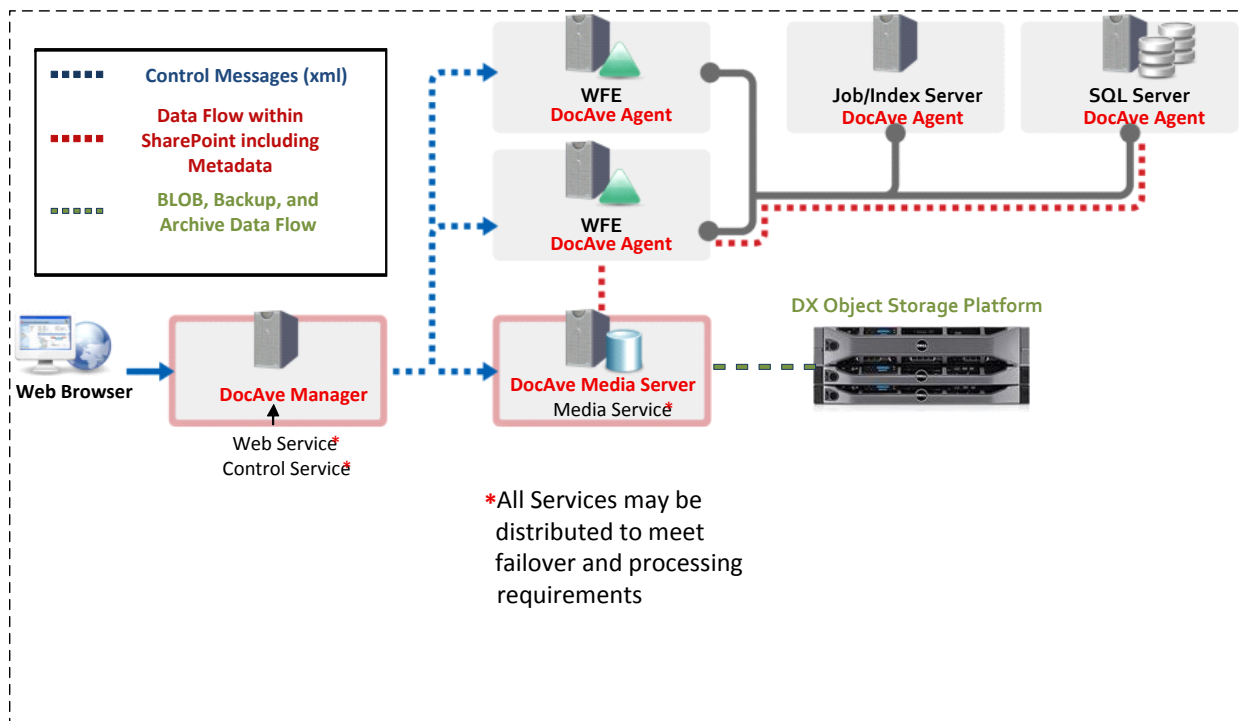 Control Messages (xml)
Data Flow within
SharePoint including
Metadata
BLOB, Backup, and
Archive Data Flow
WFE
DocAve Agent
Job/Index Server
DocAve Agent
SQL Server
DocAve Agent
WFE
DocAve Agent
DX Object Storage Platform
Web Browser
DocAve Manager
DocAve Media Server
Media Service*
Web Service*
Control Service*
*All Services may be
distributed to meet
failover and processing
requirements